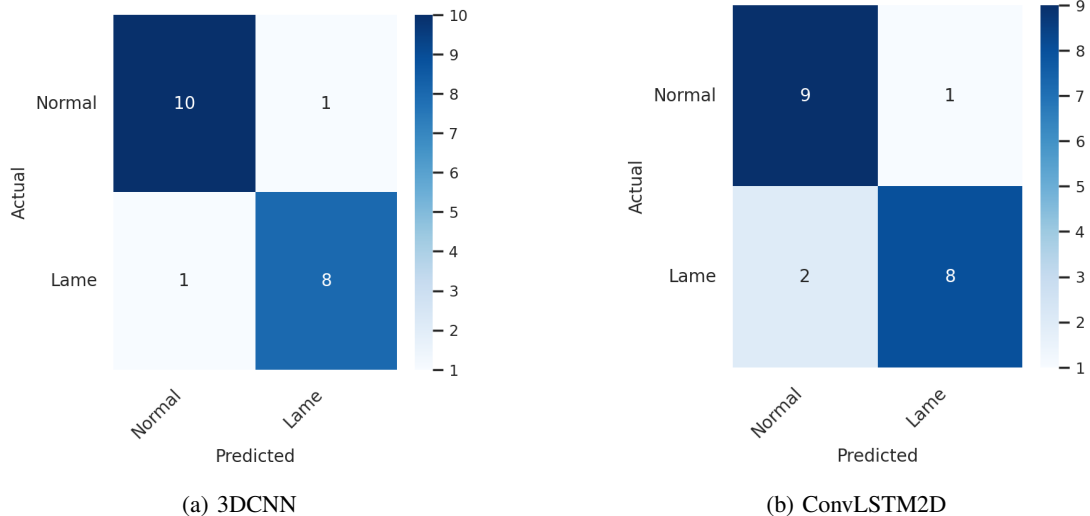 10
9
8
7
6
5
4
3
2
1
Normal
Lame
Actual
10 1
1 8
Normal Lame
Predicted
(a) 3DCNN
9
8
7
6
5
4
3
2
1
Normal
Lame
Actual
9 1
2 8
Normal Lame
Predicted
(b) ConvLSTM2D